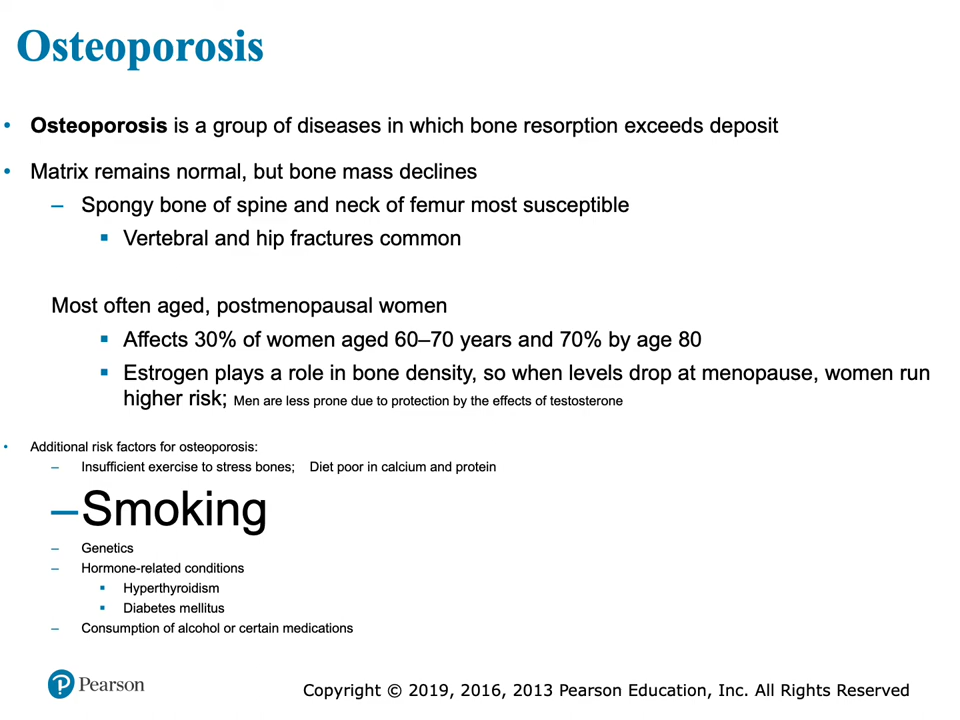 Osteoporosis
• Osteoporosis is a group of diseases in which bone resorption exceeds deposit
• Matrix remains normal, but bone mass declines
– Spongy bone of spine and neck of femur most susceptible
▪ Vertebral and hip fractures common
Most often aged, postmenopausal women
▪ Affects 30% of women aged 60–70 years and 70% by age 80
▪ Estrogen plays a role in bone density, so when levels drop at menopause, women run
higher risk; Men are less prone due to protection by the effects of testosterone
• Additional risk factors for osteoporosis:
– Insufficient exercise to stress bones; Diet poor in calcium and protein
–Smoking
– Genetics
– Hormone-related conditions
▪ Hyperthyroidism
▪ Diabetes mellitus
– Consumption of alcohol or certain medications
Pearson
Copyright © 2019, 2016, 2013 Pearson Education, Inc. All Rights Reserved